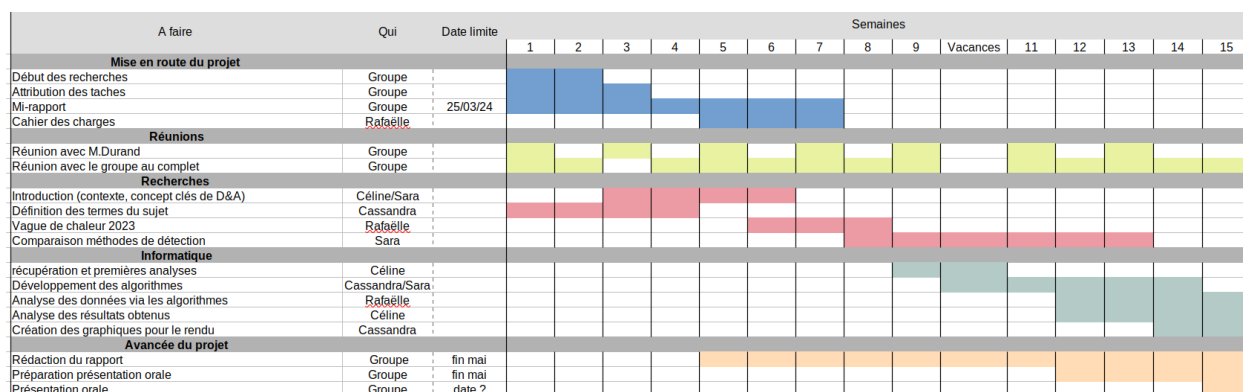 Semaines
A faire Qui Date limite
1 2 3 4 5 6 7 8 9 Vacances 11 12 13 14 15
Mise en route du projet
Début des recherches Groupe
Attribution des taches Groupe
Mi-rapport Groupe 25/03/24
Cahier des charges Rafaëlle
Réunions
Réunion avec M.Durand Groupe
Réunion avec le groupe au complet Groupe
Recherches
Introduction (contexte, concept clés de D&A) Céline/Sara
Définition des termes du sujet Cassandra
Vague de chaleur 2023 Rafaëlle
Comparaison méthodes de détection Sara
Informatique
récupération et premières analyses Céline
Développement des algorithmes Cassandra/Sara
Analyse des données via les algorithmes Rafaëlle
Analyse des résultats obtenus Céline
Création des graphiques pour le rendu Cassandra
Avancée du projet
Rédaction du rapport Groupe fin mai
Préparation présentation orale Groupe fin mai
Présentation orale Groupe date ?